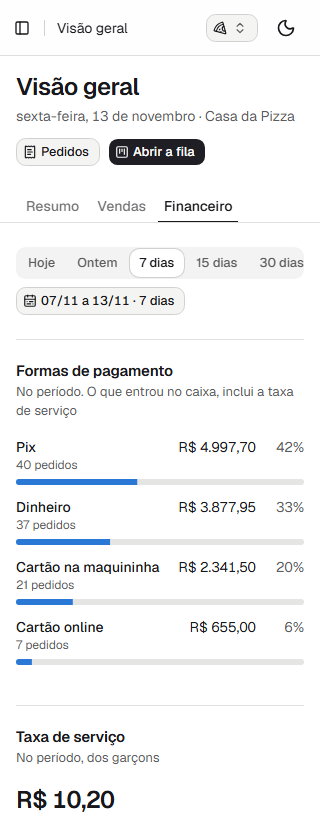 Visão geral
Visão geral
sexta-feira, 13 de novembro · Casa da Pizza
Pedidos
Abrir a fila
Resumo
Vendas
Financeiro
Hoje
Ontem
7 dias
15 dias
30 dias
07/11 a 13/11 · 7 dias
Formas de pagamento
No período. O que entrou no caixa, inclui a taxa
de serviço
Pix R$ 4.997,70 42%
40 pedidos
Dinheiro R$ 3.877,95 33%
37 pedidos
Cartão na maquininha R$ 2.341,50 20%
21 pedidos
Cartão online R$ 655,00 6%
7 pedidos
Taxa de serviço
No período, dos garçons
R$ 10,20